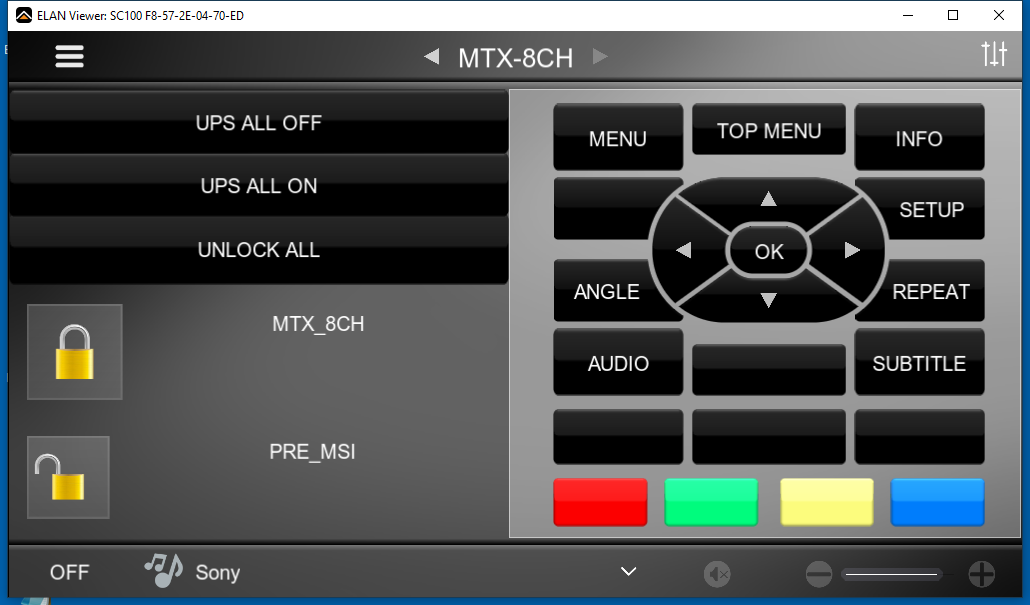 ELAN Viewer: SC100 F8-57-2E-04-70-ED
MTX-8CH
UPS ALL OFF
UPS ALL ON
UNLOCK ALL
MTX_8CH
PRE_MSI
MENU
TOP MENU
INFO
SETUP
OK
ANGLE
REPEAT
AUDIO
SUBTITLE
OFF
Sony